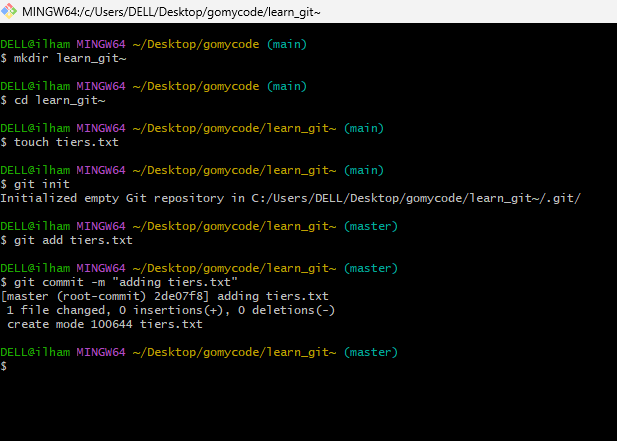 MINGW64:/c/Users/DELL/Desktop/gomycode/learn_git~
DELL@ilham MINGW64 ~/Desktop/gomycode (main)
$ mkdir learn_git~
DELL@ilham MINGW64 ~/Desktop/gomycode (main)
$ cd learn_git~
DELL@ilham MINGW64 ~/Desktop/gomycode/learn_git~ (main)
$ touch tiers.txt
DELL@ilham MINGW64 ~/Desktop/gomycode/learn_git~ (main)
$ git init
Initialized empty Git repository in C:/Users/DELL/Desktop/gomycode/learn_git~/.git/
DELL@ilham MINGW64 ~/Desktop/gomycode/learn_git~ (master)
$ git add tiers.txt
DELL@ilham MINGW64 ~/Desktop/gomycode/learn_git~ (master)
$ git commit -m "adding tiers.txt"
[master (root-commit) 2de07f8] adding tiers.txt
 1 file changed, 0 insertions(+), 0 deletions(-)
 create mode 100644 tiers.txt
DELL@ilham MINGW64 ~/Desktop/gomycode/learn_git~ (master)
$